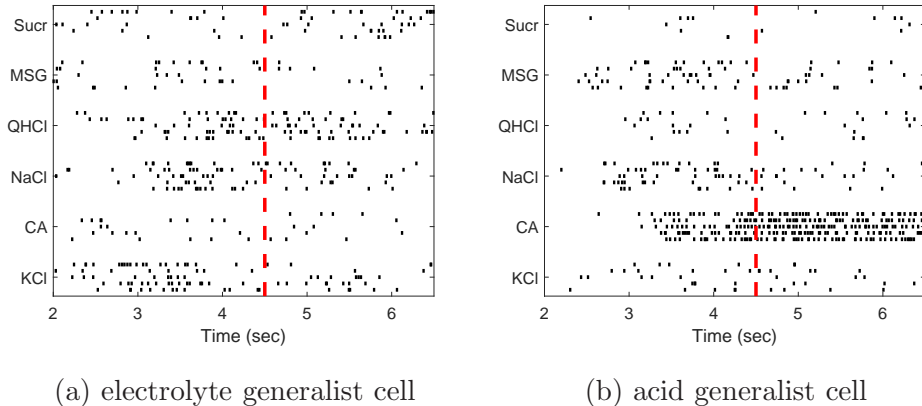 Sucr
MSG
QHCl
NaCl
CA
KCl
2 3 4 5 6
Time (sec)
(a) electrolyte generalist cell
Sucr
MSG
QHCl
NaCl
CA
KCl
2 3 4 5 6
Time (sec)
(b) acid generalist cell